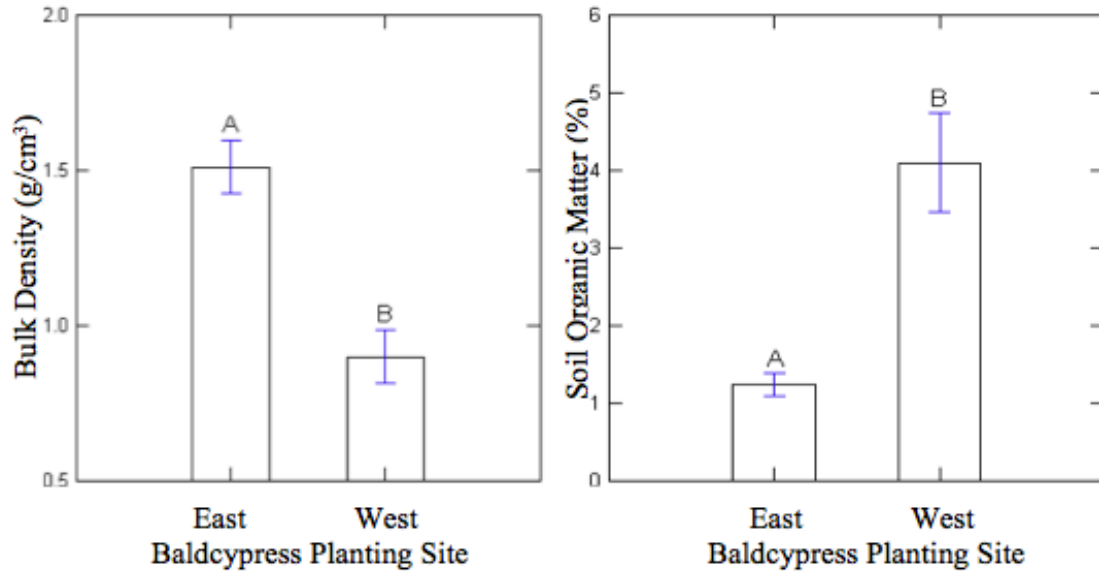 Bulk Density (g/cm³)
2.0
1.5
1.0
0.5
A
B
East West
Baldcypress Planting Site
Soil Organic Matter (%)
6
5
4
3
2
1
0
A
B
East West
Baldcypress Planting Site